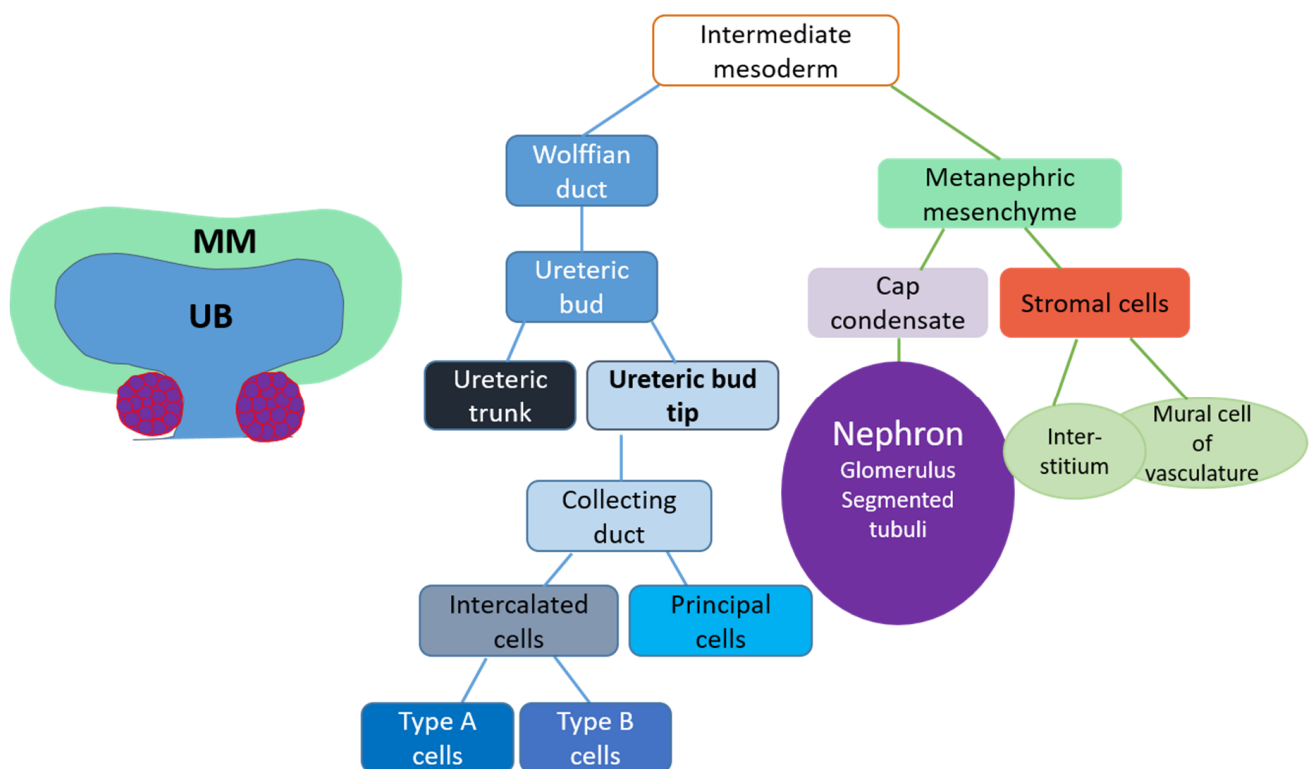 Intermediate
mesoderm
Wolffian
duct
Metanephric
mesenchyme
MM
UB
Ureteric
bud
Cap
condensate
Stromal cells
Ureteric
trunk
Ureteric bud
tip
Nephron
Glomerulus
Segmented
tubuli
Inter-
stitium
Mural cell
of
vasculature
Collecting
duct
Intercalated
cells
Principal
cells
Type A
cells
Type B
cells